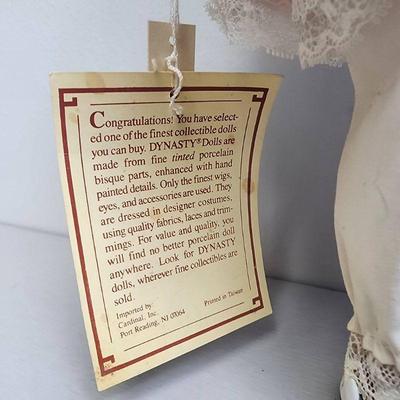 Congratulations! You have select-
ed one of the finest collectible dolls
you can buy. DYNASTY® Dolls are
made from fine tinted porcelain
bisque parts, enhanced with hand
painted details. Only the finest wigs,
eyes, and accessories are used. They
are dressed in designer costumes,
using quality fabrics, laces and trim-
mings. For value and quality, you
will find no better porcelain doll
anywhere. Look for DYNASTY
dolls, wherever fine collectibles are
sold.
Imported by:
Cardinal, Inc.
Port Reading, NJ 07064
Printed in Taiwan